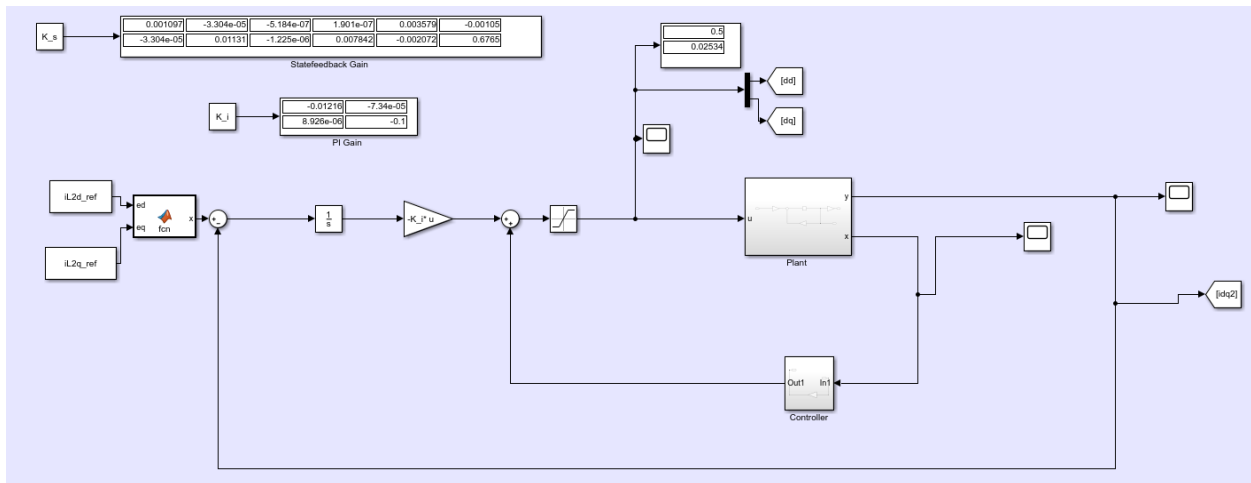 K_s
0.001097 -3.304e-05 -5.184e-07 1.901e-07 0.003579 -0.00105
-3.304e-05 0.01131 -1.225e-06 0.007842 -0.002072 0.6765
Statefeedback Gain
0.5
0.02534
[dd]
[dq]
K_i
-0.01216 -7.34e-05
8.926e-06 -0.1
PI Gain
iL2d_ref
iL2q_ref
ed
eq
x
fcn
+
−
1
s
-K_i* u
+
+
u
y
x
Plant
[idq2]
Out1 In1
Controller